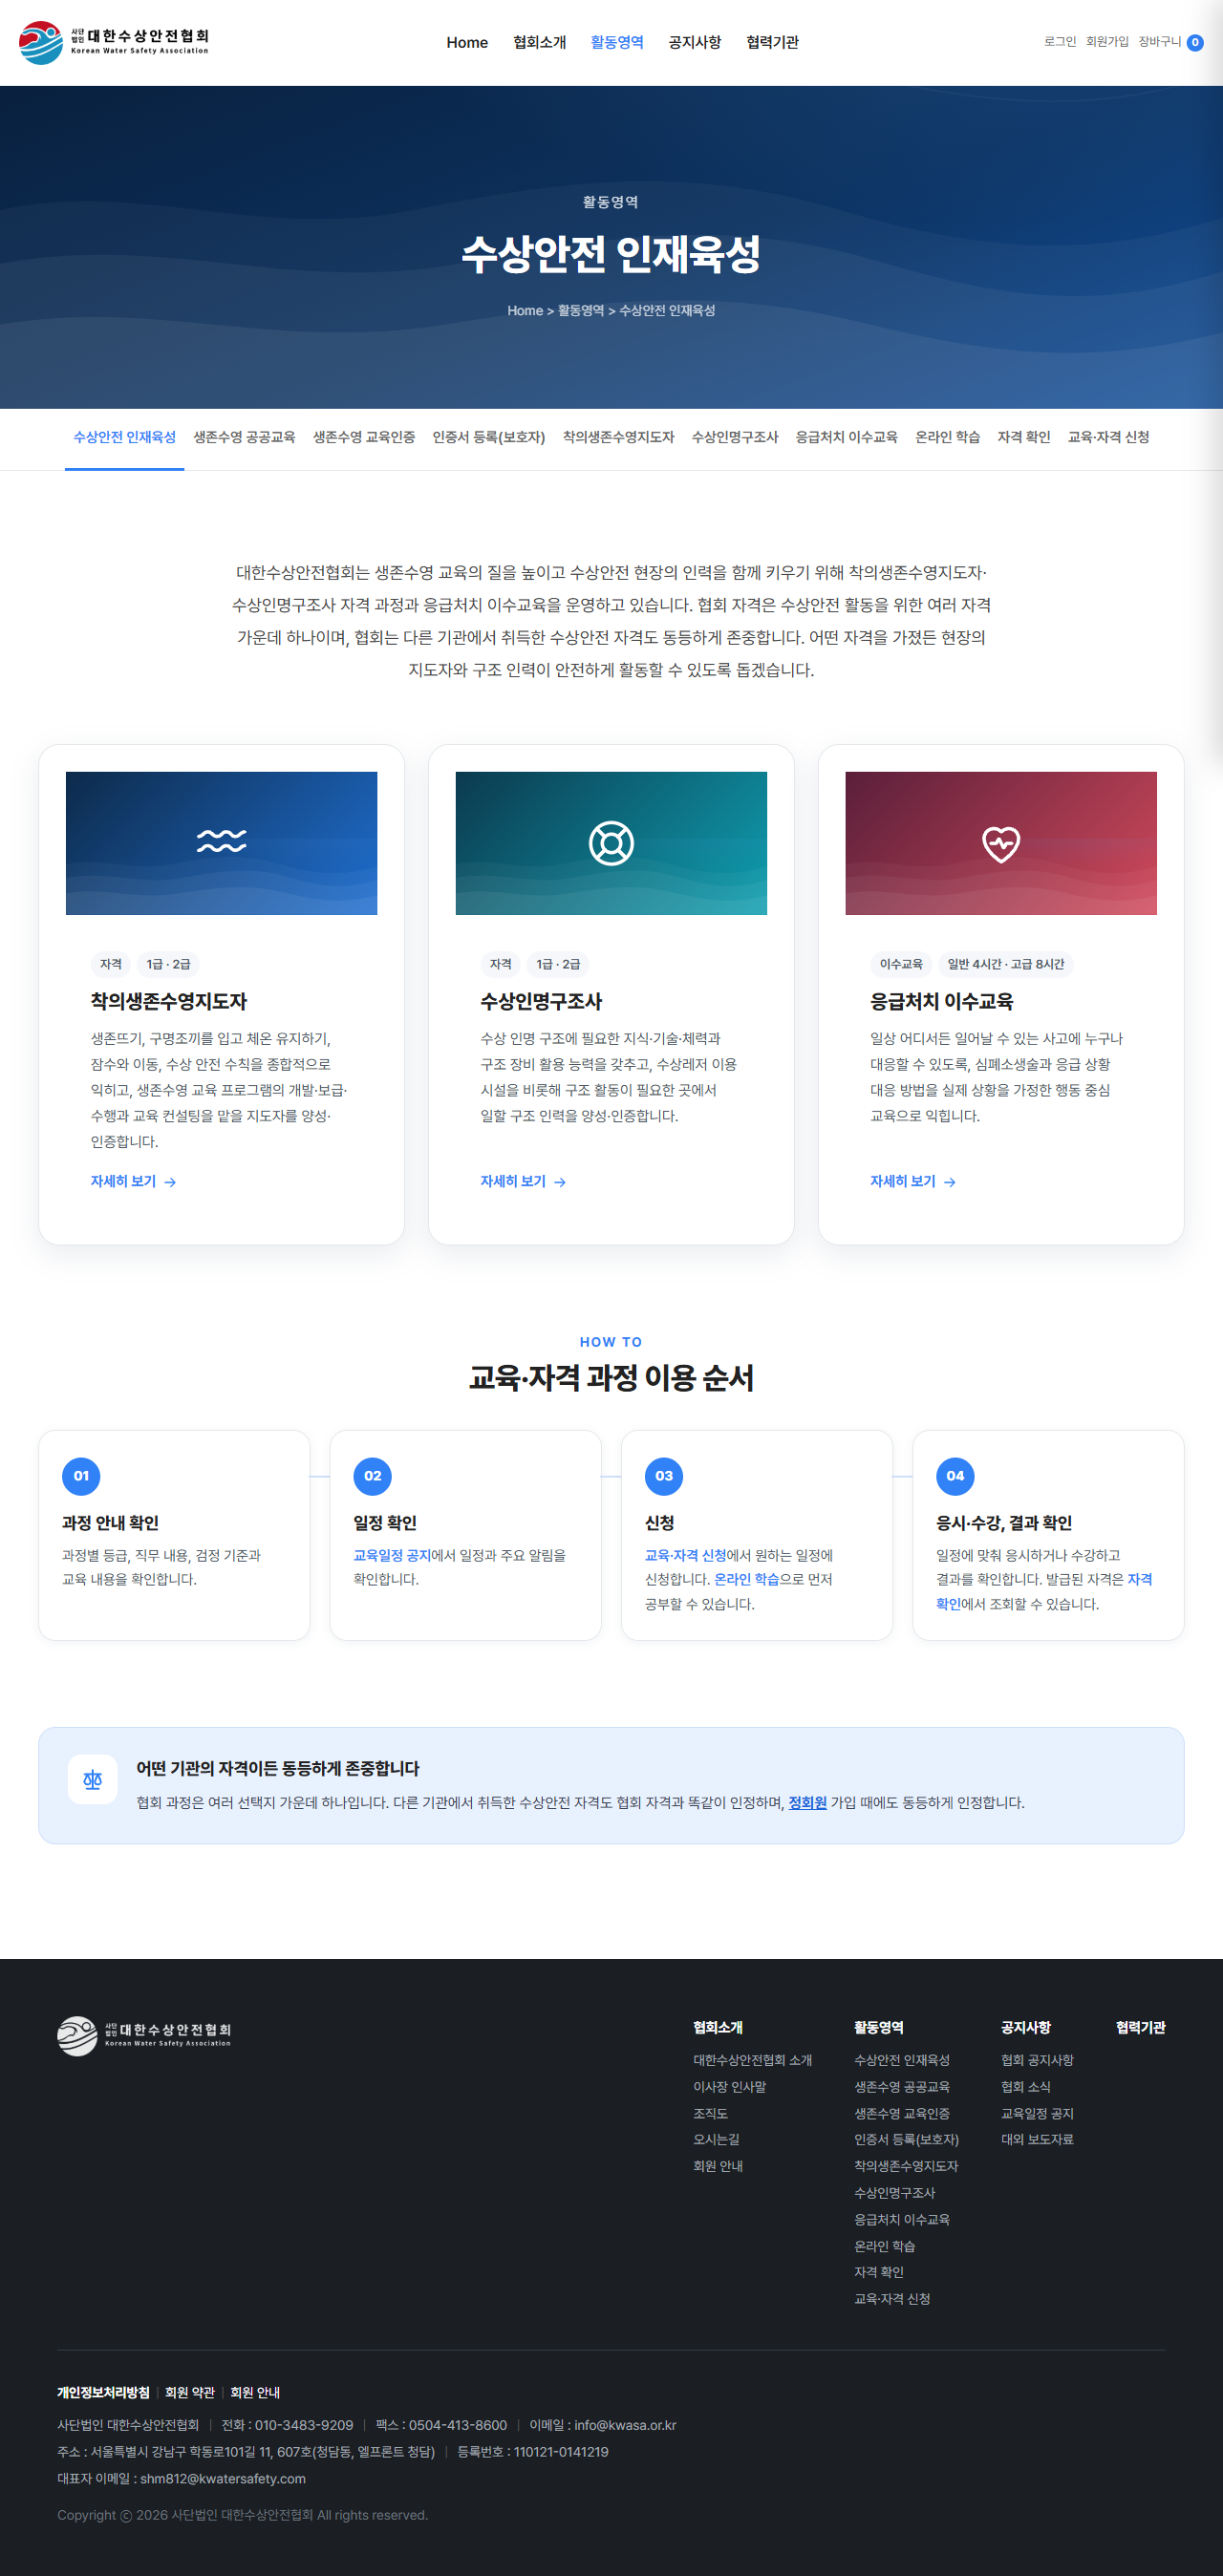 사단법인 대한수상안전협회
Korean Water Safety Association
Home 협회소개 활동영역 공지사항 협력기관
로그인 회원가입 장바구니 0
활동영역
수상안전 인재육성
Home > 활동영역 > 수상안전 인재육성
수상안전 인재육성 생존수영 공공교육 생존수영 교육인증 인증서 등록(보호자) 착의생존수영지도자 수상인명구조사 응급처치 이수교육 온라인 학습 자격 확인 교육·자격 신청
대한수상안전협회는 생존수영 교육의 질을 높이고 수상안전 현장의 인력을 함께 키우기 위해 착의생존수영지도자·
수상인명구조사 자격 과정과 응급처치 이수교육을 운영하고 있습니다. 협회 자격은 수상안전 활동을 위한 여러 자격
가운데 하나이며, 협회는 다른 기관에서 취득한 수상안전 자격도 동등하게 존중합니다. 어떤 자격을 가졌든 현장의
지도자와 구조 인력이 안전하게 활동할 수 있도록 돕겠습니다.
자격 1급 · 2급
착의생존수영지도자
생존뜨기, 구명조끼를 입고 체온 유지하기,
잠수와 이동, 수상 안전 수칙을 종합적으로
익히고, 생존수영 교육 프로그램의 개발·보급·
수행과 교육 컨설팅을 맡을 지도자를 양성·
인증합니다.
자세히 보기 →
자격 1급 · 2급
수상인명구조사
수상 인명 구조에 필요한 지식·기술·체력과
구조 장비 활용 능력을 갖추고, 수상레저 이용
시설을 비롯해 구조 활동이 필요한 곳에서
일할 구조 인력을 양성·인증합니다.
자세히 보기 →
이수교육 일반 4시간 · 고급 8시간
응급처치 이수교육
일상 어디서든 일어날 수 있는 사고에 누구나
대응할 수 있도록, 심폐소생술과 응급 상황
대응 방법을 실제 상황을 가정한 행동 중심
교육으로 익힙니다.
자세히 보기 →
HOW TO
교육·자격 과정 이용 순서
01
과정 안내 확인
과정별 등급, 직무 내용, 검정 기준과
교육 내용을 확인합니다.
02
일정 확인
교육일정 공지에서 일정과 주요 알림을
확인합니다.
03
신청
교육·자격 신청에서 원하는 일정에
신청합니다. 온라인 학습으로 먼저
공부할 수 있습니다.
04
응시·수강, 결과 확인
일정에 맞춰 응시하거나 수강하고
결과를 확인합니다. 발급된 자격은 자격
확인에서 조회할 수 있습니다.
어떤 기관의 자격이든 동등하게 존중합니다
협회 과정은 여러 선택지 가운데 하나입니다. 다른 기관에서 취득한 수상안전 자격도 협회 자격과 똑같이 인정하며, 정회원 가입 때에도 동등하게 인정합니다.
사단법인 대한수상안전협회
Korean Water Safety Association
협회소개
대한수상안전협회 소개
이사장 인사말
조직도
오시는길
회원 안내
활동영역
수상안전 인재육성
생존수영 공공교육
생존수영 교육인증
인증서 등록(보호자)
착의생존수영지도자
수상인명구조사
응급처치 이수교육
온라인 학습
자격 확인
교육·자격 신청
공지사항
협회 공지사항
협회 소식
교육일정 공지
대외 보도자료
협력기관
개인정보처리방침 | 회원 약관 | 회원 안내
사단법인 대한수상안전협회 | 전화 : 010-3483-9209 | 팩스 : 0504-413-8600 | 이메일 : info@kwasa.or.kr
주소 : 서울특별시 강남구 학동로101길 11, 607호(청담동, 엘프론트 청담) | 등록번호 : 110121-0141219
대표자 이메일 : shm812@kwatersafety.com
Copyright ⓒ 2026 사단법인 대한수상안전협회 All rights reserved.